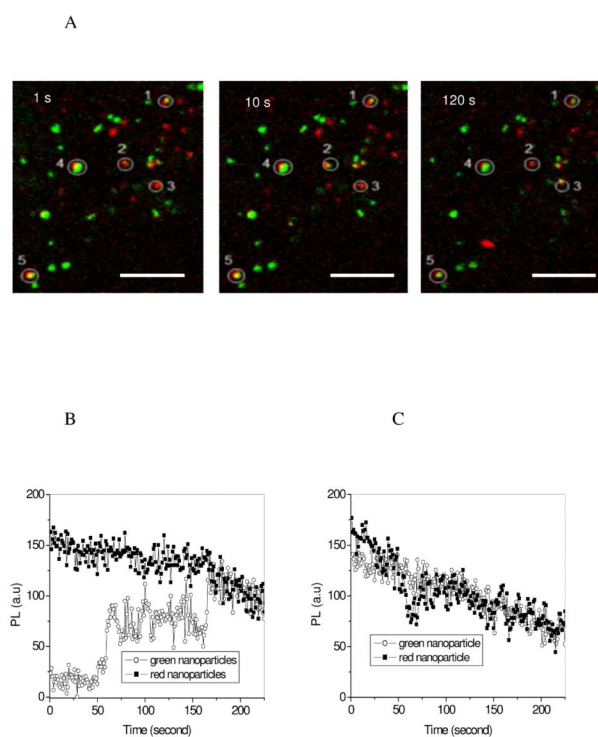 A
1 s
1
2
4
3
5
10 s
1
2
4
3
5
120 s
1
2
4
3
5
B
200
150
100
50
0
PL (a.u)
green nanoparticles
red nanoparticles
0 50 100 150 200
Time (second)
C
200
150
100
50
0
PL (a.u)
green nanoparticle
red nanoparticle
0 50 100 150 200
Time (second)